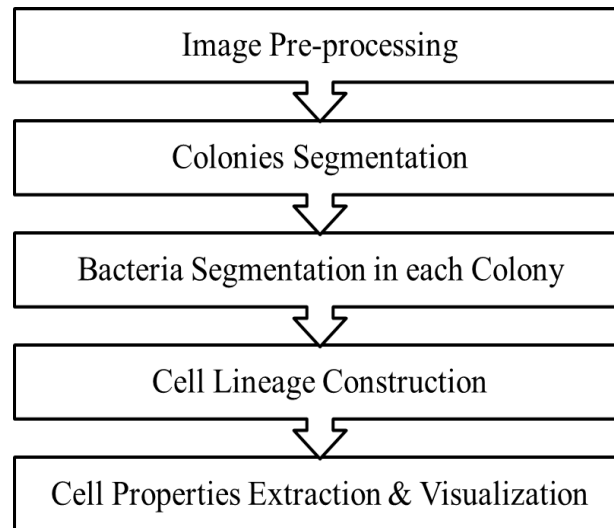 Image Pre-processing
Colonies Segmentation
Bacteria Segmentation in each Colony
Cell Lineage Construction
Cell Properties Extraction & Visualization